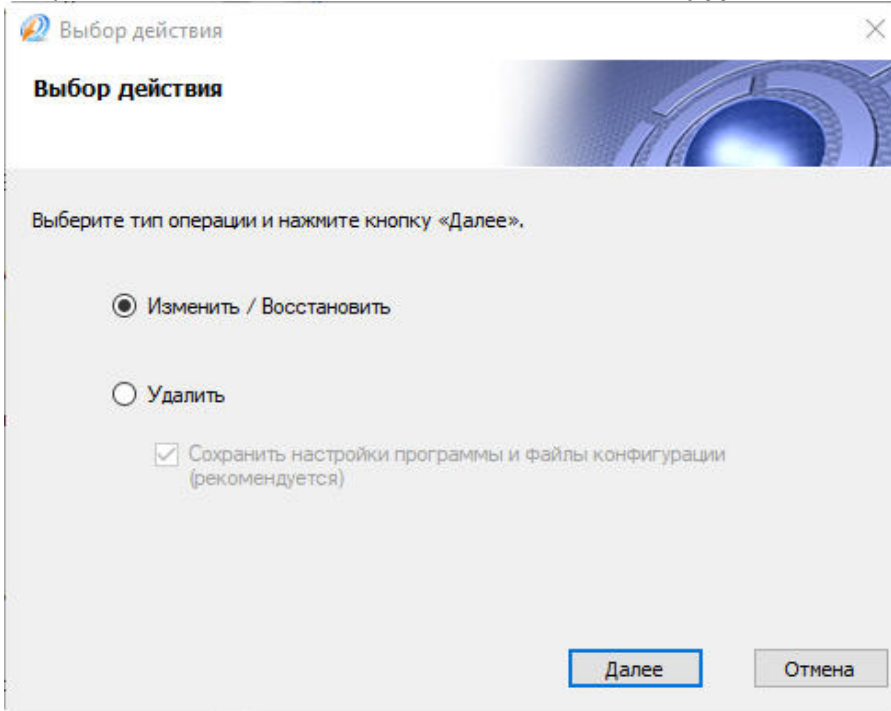 Выбор действия
Выбор действия
Выберите тип операции и нажмите кнопку «Далее».
Изменить / Восстановить
Удалить
Сохранить настройки программы и файлы конфигурации
(рекомендуется)
Далее
Отмена